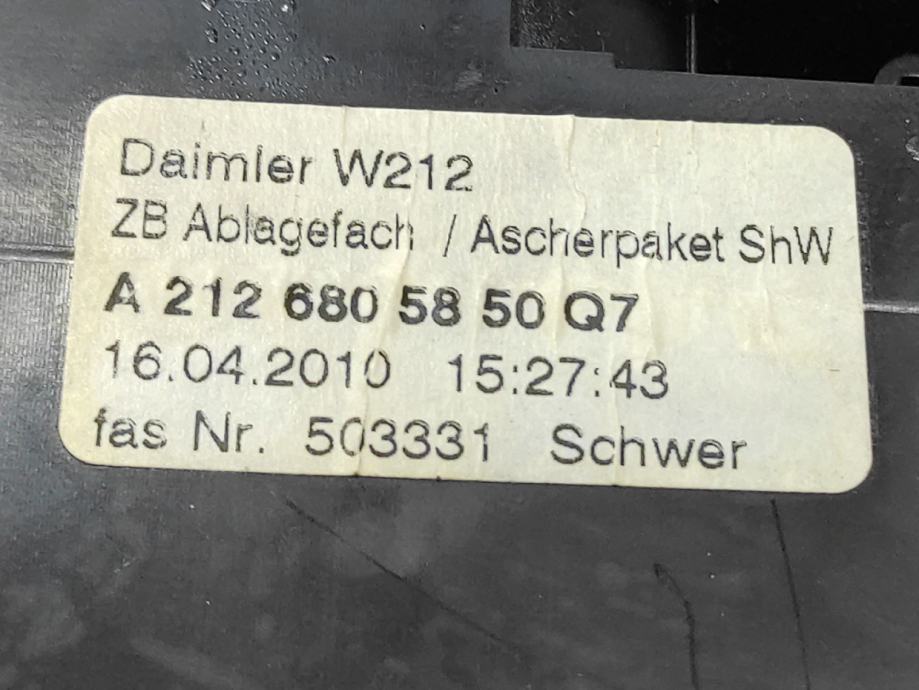 Daimler W212
ZB Ablagefach / Ascherpaket ShW
A 212 680 58 50 Q7
16.04.2010 15:27:43
fas Nr. 503331 Schwer